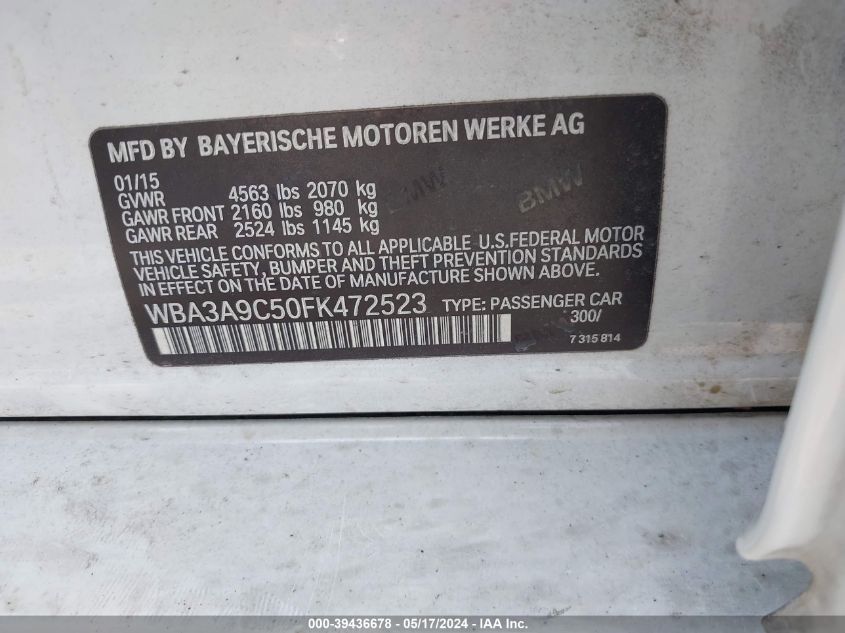 MFD BY BAYERISCHE MOTOREN WERKE AG
01/15
GVWR 4563 lbs 2070 kg
GAWR FRONT 2160 lbs 980 kg
GAWR REAR 2524 lbs 1145 kg
THIS VEHICLE CONFORMS TO ALL APPLICABLE U.S.FEDERAL MOTOR
VEHICLE SAFETY, BUMPER AND THEFT PREVENTION STANDARDS
IN EFFECT ON THE DATE OF MANUFACTURE SHOWN ABOVE.
WBA3A9C50FK472523 TYPE: PASSENGER CAR
300/
7 315 814
BMW
BMW
000-39436678 - 05/17/2024 - IAA Inc.